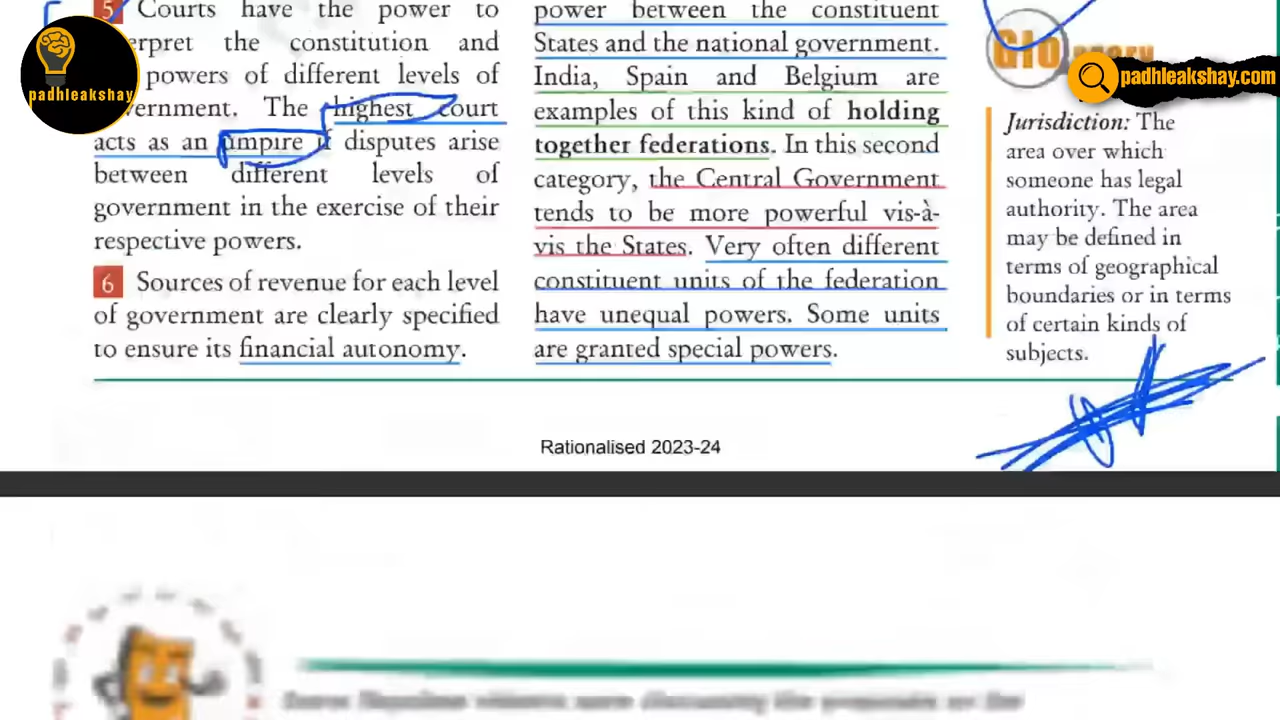 5 Courts have the power to
erpret the constitution and
powers of different levels of
vernment. The highest court
acts as an umpire if disputes arise
between different levels of
government in the exercise of their
respective powers.
6 Sources of revenue for each level
of government are clearly specified
to ensure its financial autonomy.
power between the constituent
States and the national government.
India, Spain and Belgium are
examples of this kind of holding
together federations. In this second
category, the Central Government
tends to be more powerful vis-à-
vis the States. Very often different
constituent units of the federation
have unequal powers. Some units
are granted special powers.
Jurisdiction: The
area over which
someone has legal
authority. The area
may be defined in
terms of geographical
boundaries or in terms
of certain kinds of
subjects.
Rationalised 2023-24
padhleakshay
padhleakshay.com